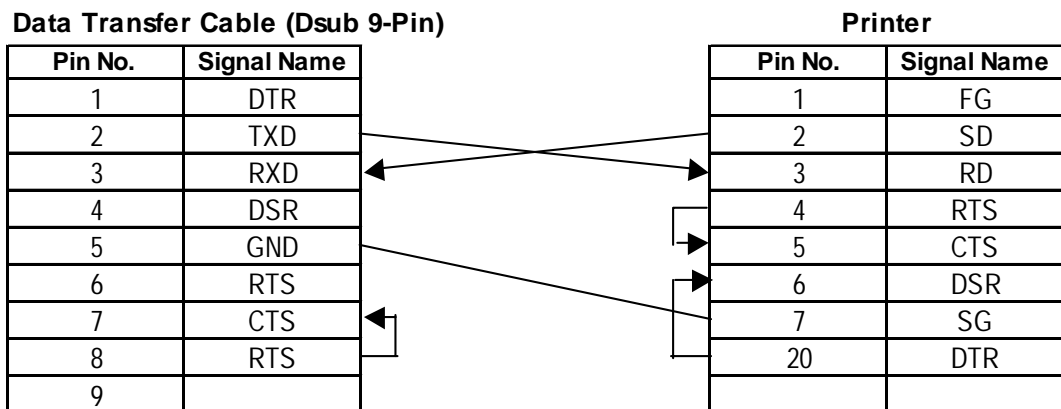 Data Transfer Cable (Dsub 9-Pin) Printer
Pin No. Signal Name Pin No. Signal Name
1 DTR 1 FG
2 TXD 2 SD
3 RXD 3 RD
4 DSR 4 RTS
5 GND 5 CTS
6 RTS 6 DSR
7 CTS 7 SG
8 RTS 20 DTR
9